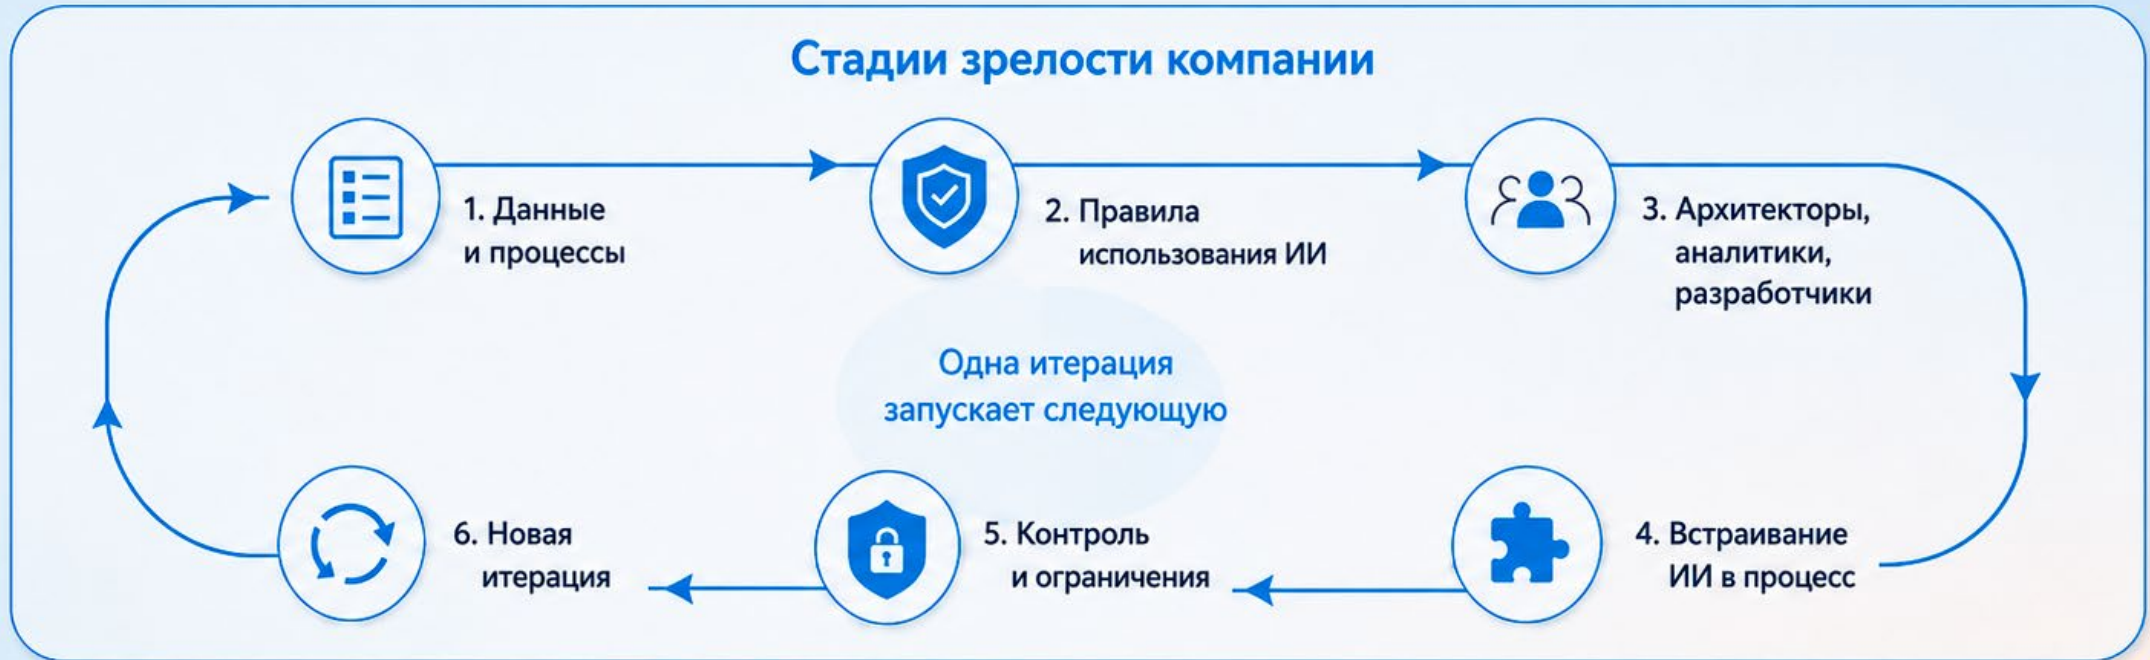 Стадии зрелости компании
1. Данные
и процессы
2. Правила
использования ИИ
3. Архитекторы,
аналитики,
разработчики
Одна итерация
запускает следующую
6. Новая
итерация
5. Контроль
и ограничения
4. Встраивание
ИИ в процесс